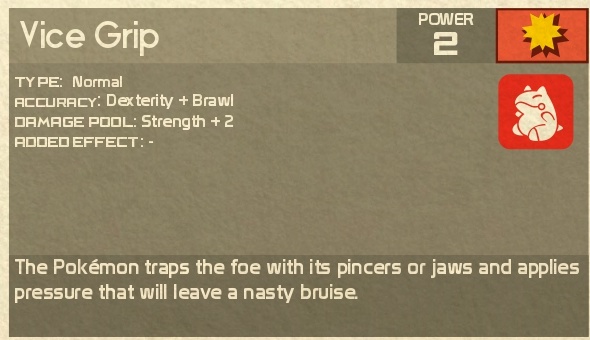 Vice Grip
POWER
2
TYPE: Normal
ACCURACY: Dexterity + Brawl
DAMAGE POOL: Strength + 2
ADDED EFFECT: -
The Pokémon traps the foe with its pincers or jaws and applies
pressure that will leave a nasty bruise.